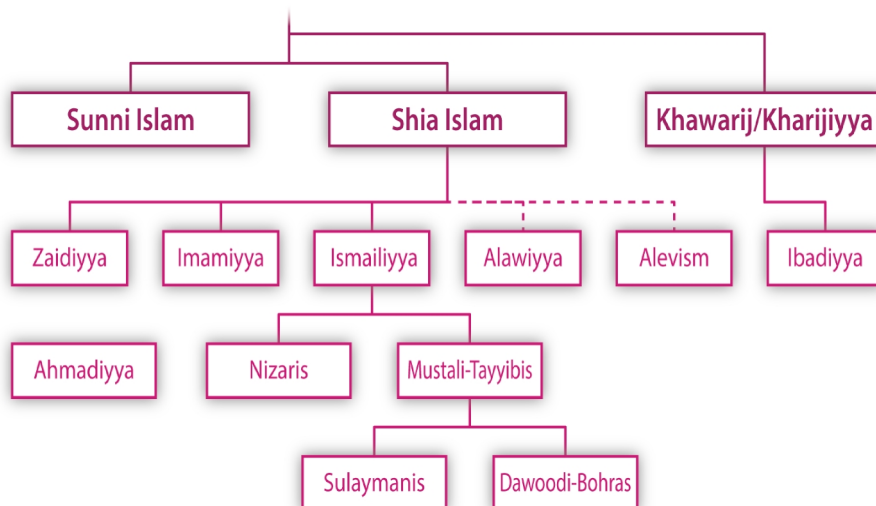 Sunni Islam
Shia Islam
Khawarij/Kharijiyya
Zaidiyya
Imamiyya
Ismailiyya
Alawiyya
Alevism
Ibadiyya
Ahmadiyya
Nizaris
Mustali-Tayyibis
Sulaymanis
Dawoodi-Bohras